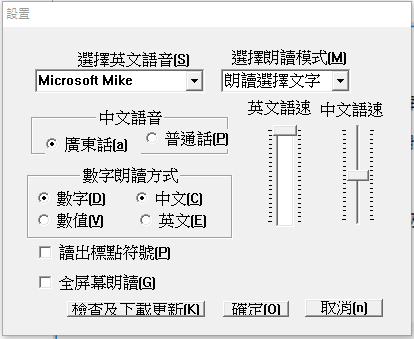 設置
選擇英文語音(S)
選擇朗讀模式(M)
Microsoft Mike
朗讀選擇文字
中文語音
廣東話(a)
普通話(P)
英文語速
中文語速
數字朗讀方式
數字(D)
中文(C)
數值(V)
英文(E)
讀出標點符號(P)
全屏幕朗讀(G)
檢查及下載更新(K)
確定(O)
取消(n)